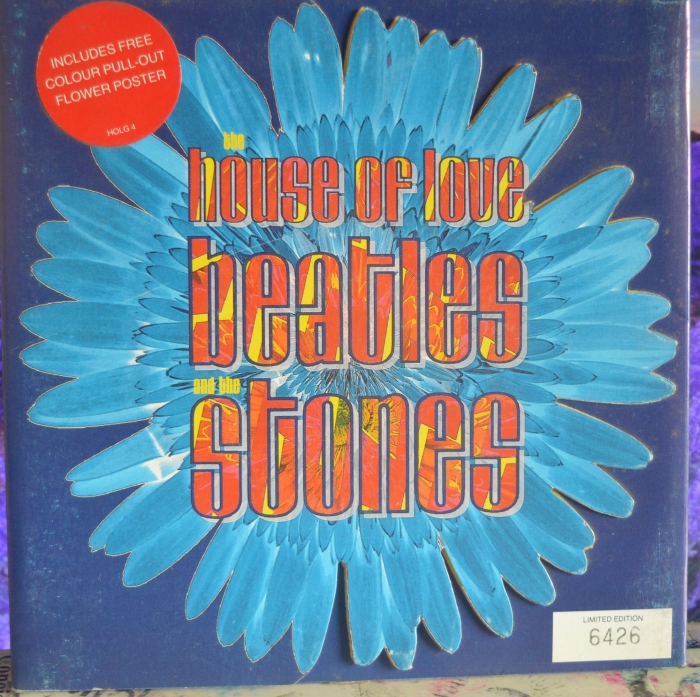 INCLUDES FREE
COLOUR PULL-OUT
FLOWER POSTER
HOLG 4
the
house of love
beatles
and the
stones
LIMITED EDITION
6426